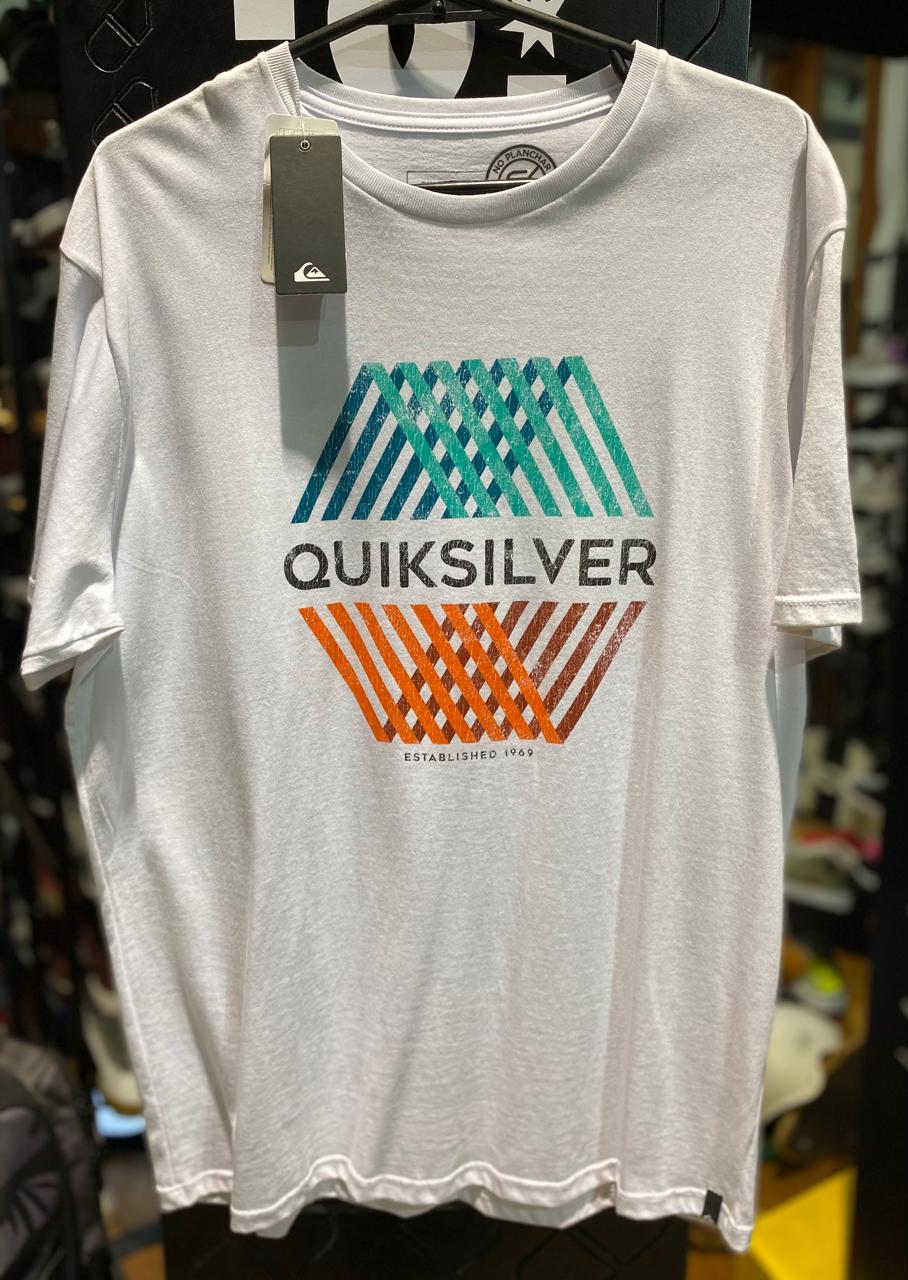 NO PLANCHAR
QUIKSILVER
ESTABLISHED 1969